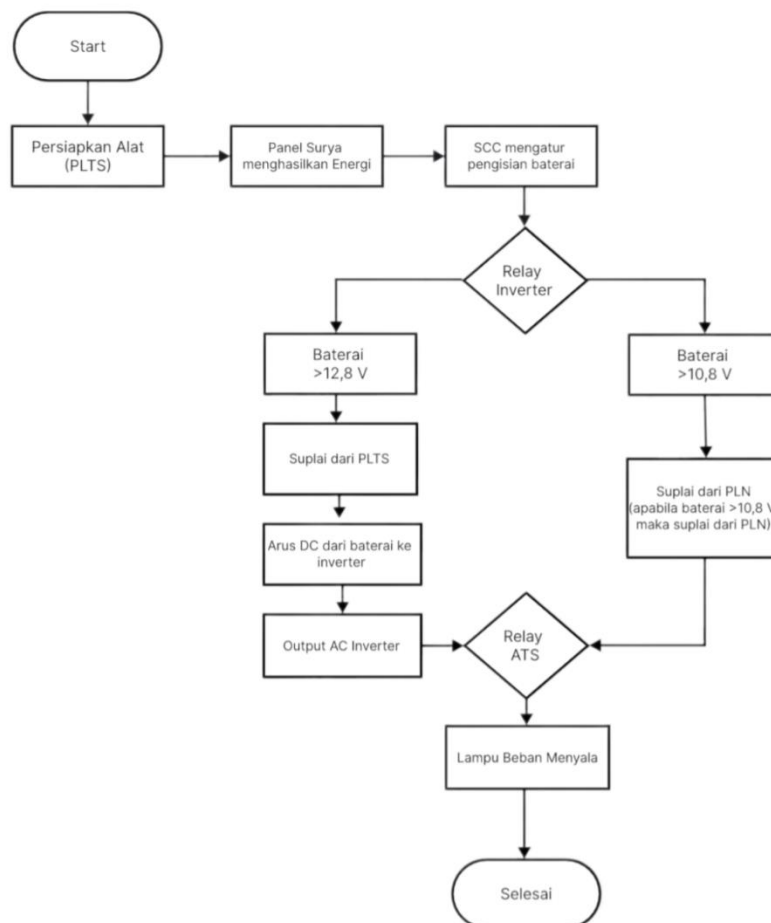 Start
Persiapkan Alat
(PLTS)
Panel Surya
menghasilkan Energi
SCC mengatur
pengisian baterai
Relay
Inverter
Baterai
>12,8 V
Baterai
>10,8 V
Suplai dari PLTS
Suplai dari PLN
(apabila baterai >10,8 V
maka suplai dari PLN)
Arus DC dari baterai ke
inverter
Output AC Inverter
Relay
ATS
Lampu Beban Menyala
Selesai